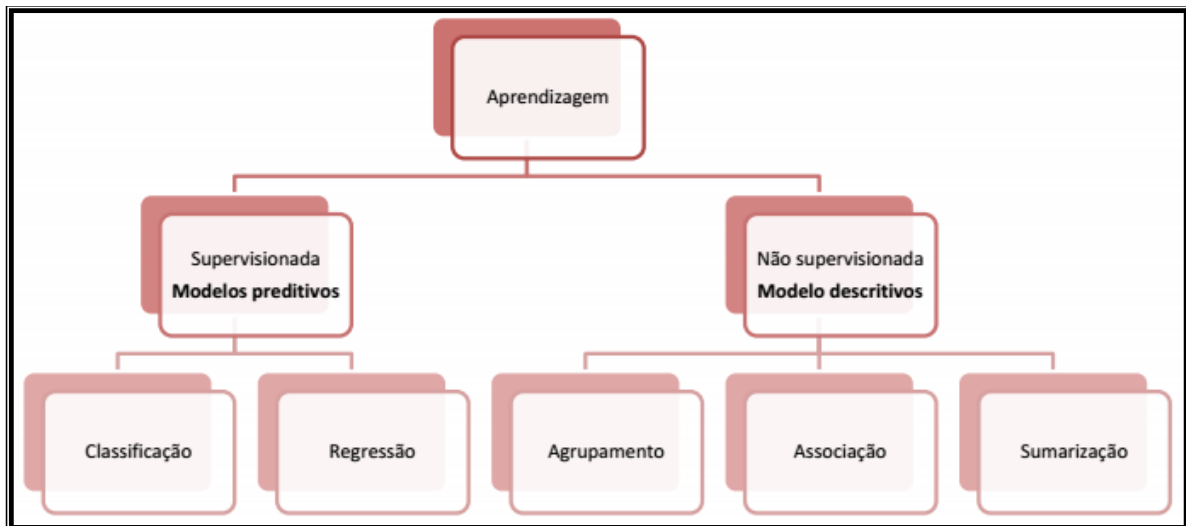 Aprendizagem
Supervisionada
Modelos preditivos
Não supervisionada
Modelo descritivos
Classificação
Regressão
Agrupamento
Associação
Sumarização